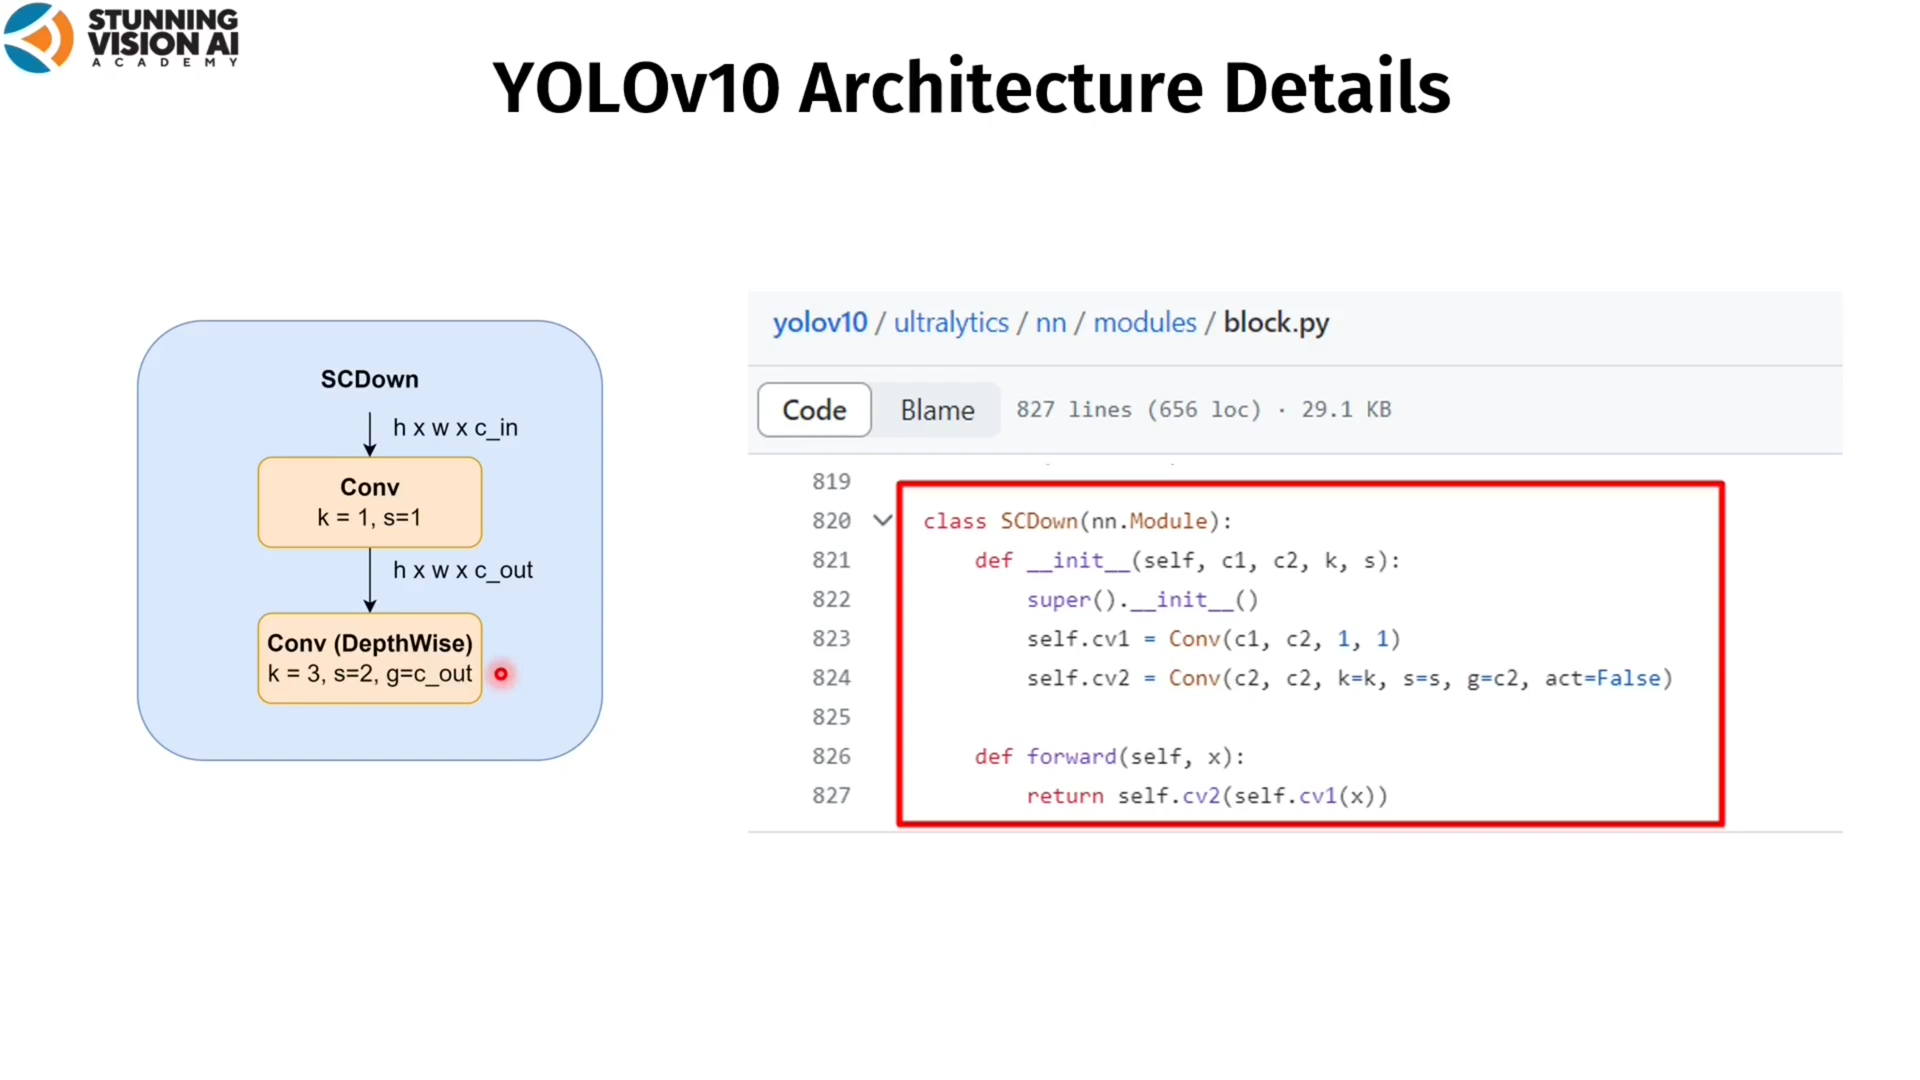 STUNNING
VISION AI
ACADEMY
YOLOv10 Architecture Details
SCDown
h x w x c_in
Conv
k = 1, s=1
h x w x c_out
Conv (DepthWise)
k = 3, s=2, g=c_out
yolov10 / ultralytics / nn / modules / block.py
Code Blame 827 lines (656 loc) · 29.1 KB
819
820 class SCDown(nn.Module):
821 def __init__(self, c1, c2, k, s):
822 super().__init__()
823 self.cv1 = Conv(c1, c2, 1, 1)
824 self.cv2 = Conv(c2, c2, k=k, s=s, g=c2, act=False)
825
826 def forward(self, x):
827 return self.cv2(self.cv1(x))